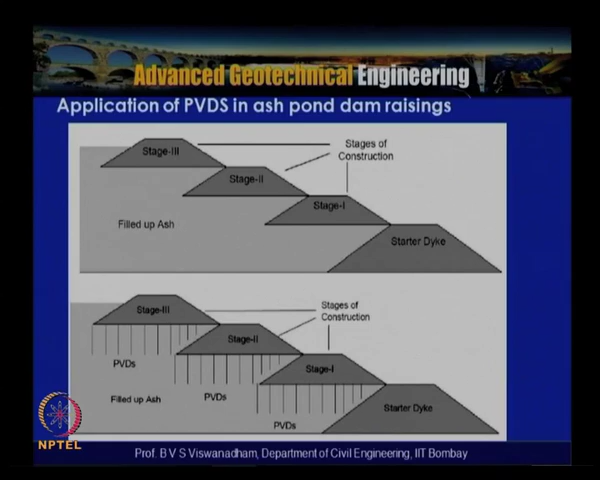 Advanced Geotechnical Engineering
Application of PVDS in ash pond dam raisings
Stage-III
Stages of
Construction
Stage-II
Stage-I
Filled up Ash
Starter Dyke
Stage-III
Stages of
Construction
Stage-II
PVDs
Stage-I
Filled up Ash
PVDs
Starter Dyke
PVDs
NPTEL
Prof. B V S Viswanadham, Department of Civil Engineering, IIT Bombay